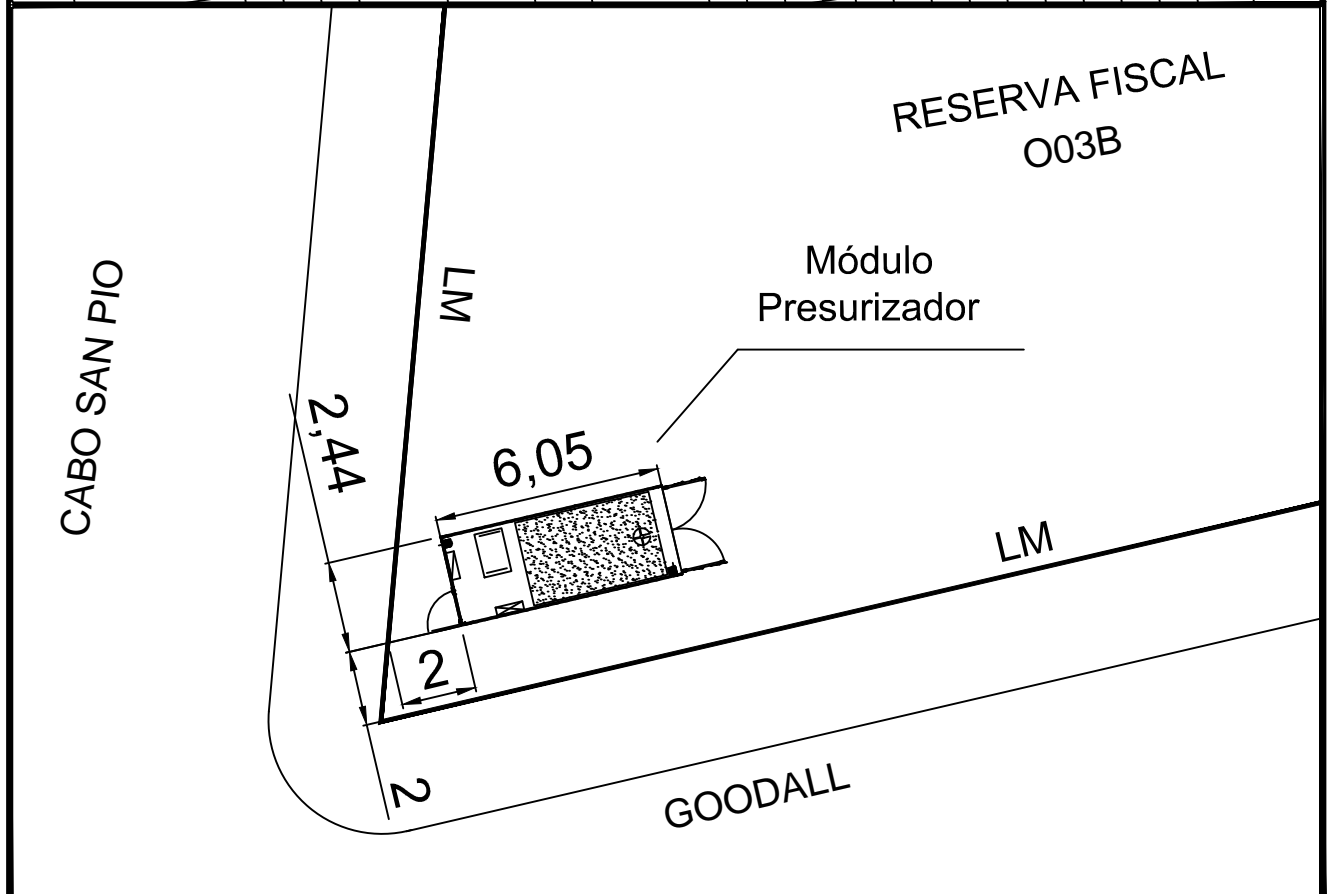 RESERVA FISCAL
O03B
Módulo
Presurizador
CABO SAN PIO
LM
2,44
6,05
LM
2
2
GOODALL